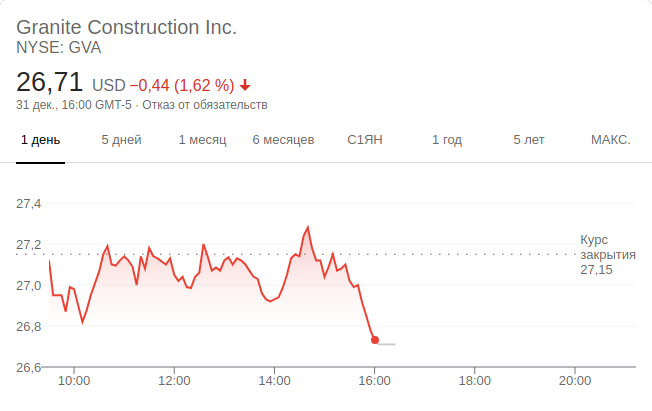 Granite Construction Inc.
NYSE: GVA
26,71 USD −0,44 (1,62 %) 
31 дек., 16:00 GMT-5 · Отказ от обязательств
1 день 5 дней 1 месяц 6 месяцев С1ЯН 1 год 5 лет МАКС.
27,4
27,2
27,0
26,8
26,6
Курс
закрытия
27,15
10:00 12:00 14:00 16:00 18:00 20:00